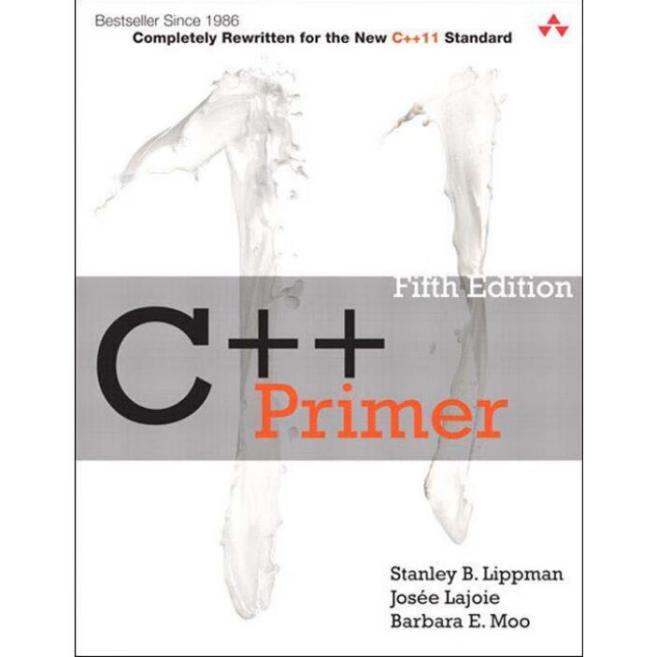 Bestseller Since 1986
Completely Rewritten for the New C++11 Standard
Fifth Edition
C++
Primer
Stanley B. Lippman
Josée Lajoie
Barbara E. Moo